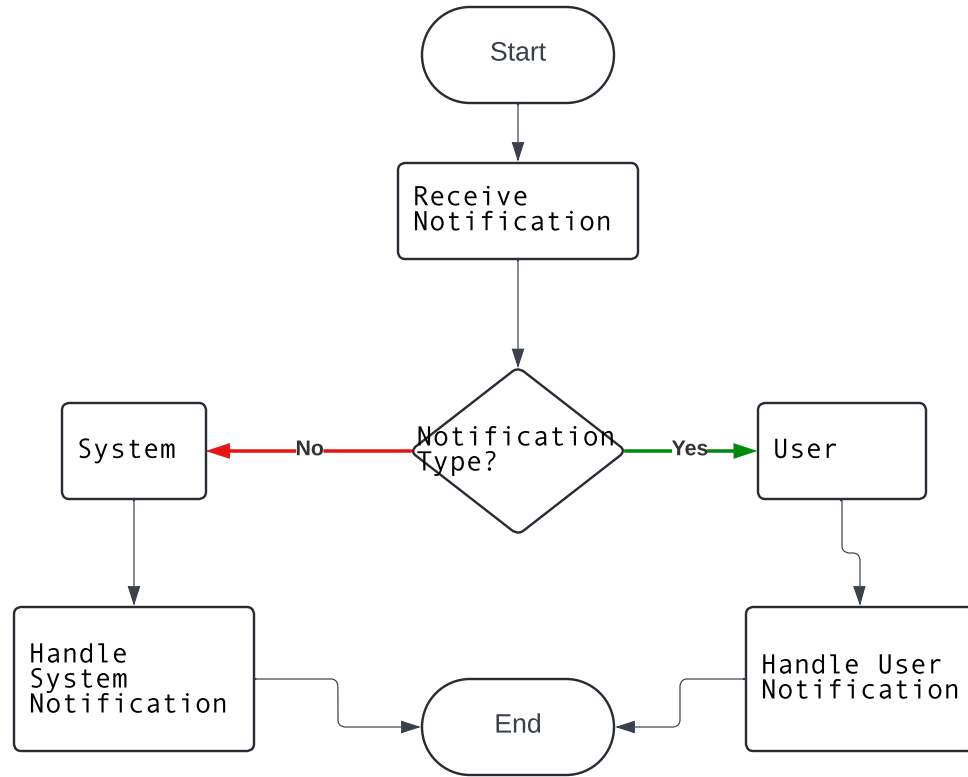 Start
Receive
Notification
Notification
Type?
System
No
Yes
User
Handle
System
Notification
Handle User
Notification
End